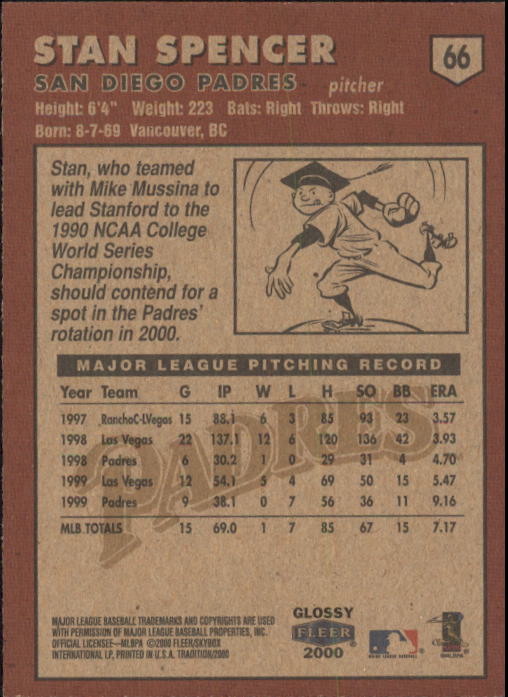 STAN SPENCER
66
SAN DIEGO PADRES pitcher
Height: 6'4" Weight: 223 Bats: Right Throws: Right
Born: 8-7-69 Vancouver, BC
Stan, who teamed
with Mike Mussina to
lead Stanford to the
1990 NCAA College
World Series
Championship,
should contend for a
spot in the Padres'
rotation in 2000.
MAJOR LEAGUE PITCHING RECORD
Year Team G IP W L H SO BB ERA
1997 RanchoC-LVegas 15 88.1 6 3 85 93 23 3.57
1998 Las Vegas 22 137.1 12 6 120 136 42 3.93
1998 Padres 6 30.2 1 0 29 31 4 4.70
1999 Las Vegas 12 54.1 5 4 69 50 15 5.47
1999 Padres 9 38.1 0 7 56 36 11 9.16
MLB TOTALS 15 69.0 1 7 85 67 15 7.17
PADRES
MAJOR LEAGUE BASEBALL TRADEMARKS AND COPYRIGHTS ARE USED
WITH PERMISSION OF MAJOR LEAGUE BASEBALL PROPERTIES, INC.
OFFICIAL LICENSEE—MLBPA ©2000 FLEER/SKYBOX
INTERNATIONAL LP, PRINTED IN U.S.A. TRADITION/2000
GLOSSY
FLEER
2000